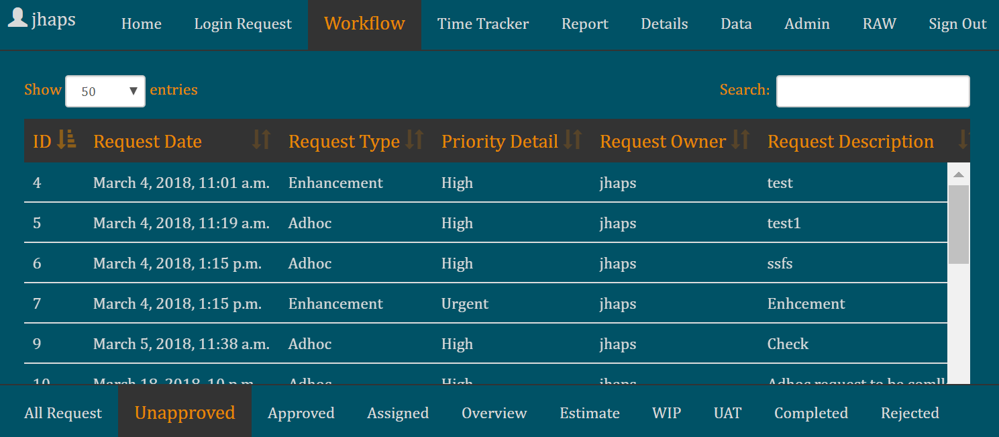 jhaps Home Login Request Workflow Time Tracker Report Details Data Admin RAW Sign Out
Show 50 entries Search:
ID Request Date Request Type Priority Detail Request Owner Request Description
4 March 4, 2018, 11:01 a.m. Enhancement High jhaps test
5 March 4, 2018, 11:19 a.m. Adhoc High jhaps test1
6 March 4, 2018, 1:15 p.m. Adhoc High jhaps ssfs
7 March 4, 2018, 1:15 p.m. Enhancement Urgent jhaps Enhcement
9 March 5, 2018, 11:38 a.m. Adhoc High jhaps Check
10 March 18, 2018, 10 p.m. Adhoc High jhaps Adhoc request to be
All Request Unapproved Approved Assigned Overview Estimate WIP UAT Completed Rejected